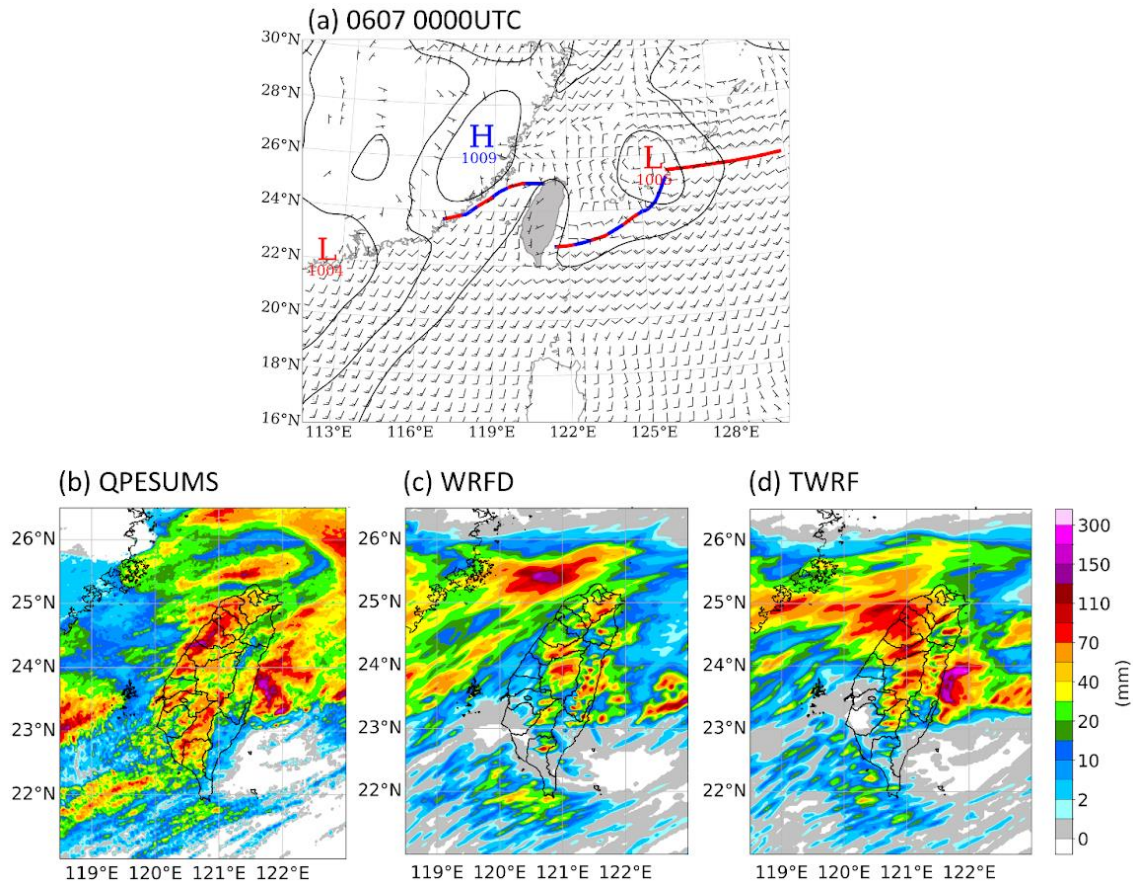 (a) 0607 0000UTC
30°N
28°N
26°N
24°N
22°N
20°N
18°N
16°N
H
1009
L
L
1004
113°E 116°E 119°E 122°E 125°E 128°E
(b) QPESUMS (c) WRFD (d) TWRF
26°N 26°N 26°N 300
25°N 25°N 25°N 150
110
24°N 24°N 24°N 70
40 (mm)
23°N 23°N 23°N 20
10
22°N 22°N 22°N 2
0
119°E 120°E 121°E 122°E 119°E 120°E 121°E 122°E 119°E 120°E 121°E 122°E